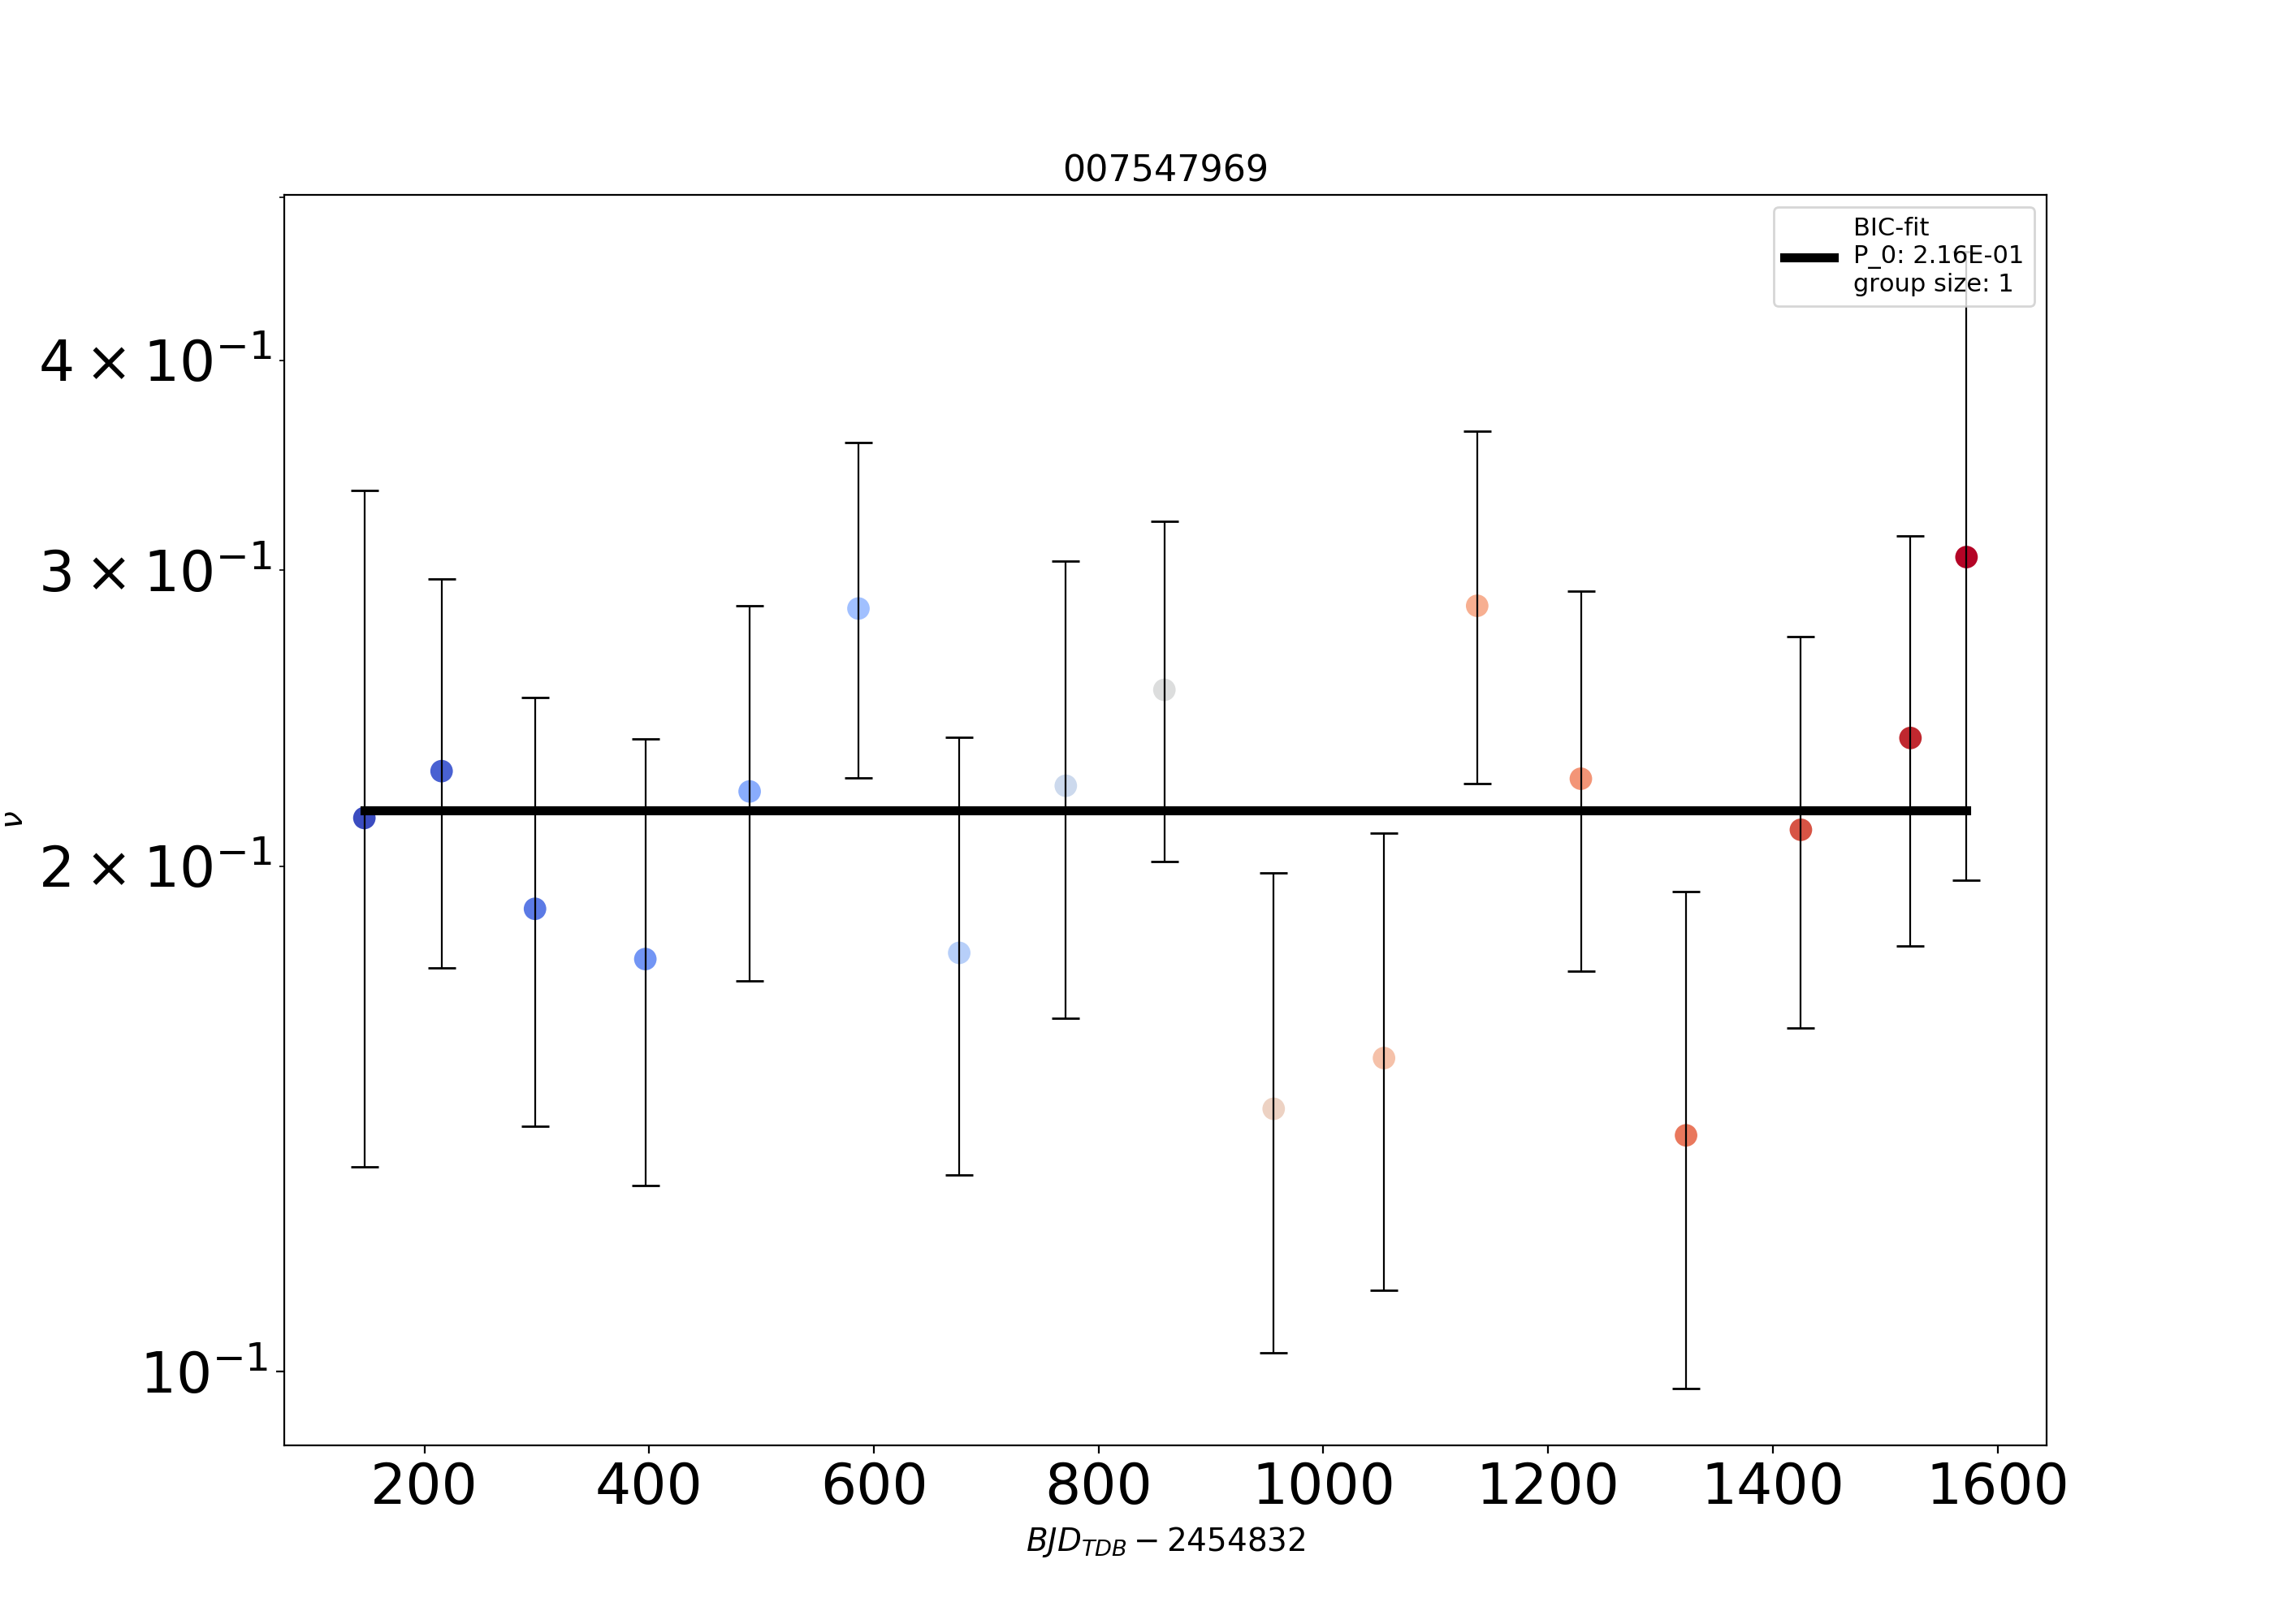 007547969
BIC-fit
P_0: 2.16E-01
group size: 1
4 × 10⁻¹
3 × 10⁻¹
2 × 10⁻¹
10⁻¹
ν
200 400 600 800 1000 1200 1400 1600
BJD_TDB − 2454832